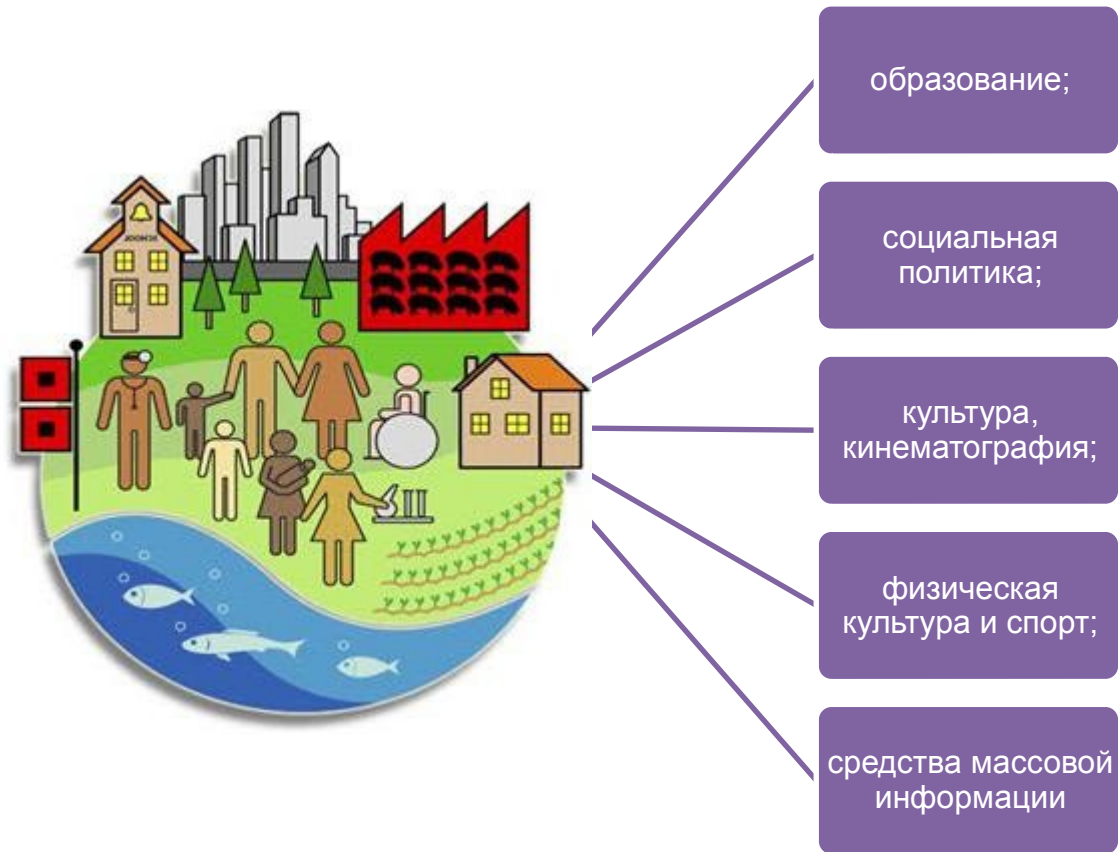 образование;
социальная
политика;
культура,
кинематография;
физическая
культура и спорт;
средства массовой
информации